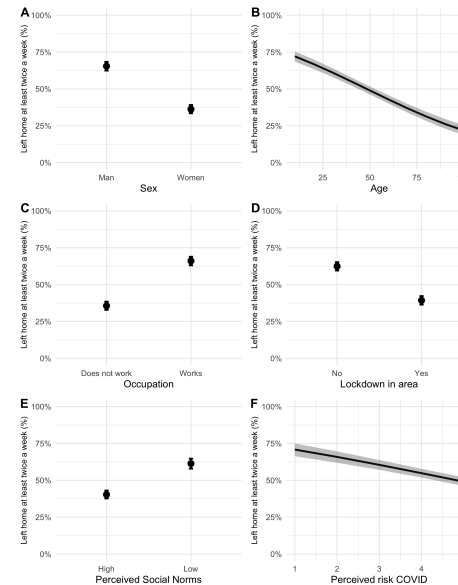 A
Left home at least twice a week (%)
100%
75%
50%
25%
0%
Man
Women
Sex
B
Left home at least twice a week (%)
100%
75%
50%
25%
0%
25
50
75
Age
C
Left home at least twice a week (%)
100%
75%
50%
25%
0%
Does not work
Works
Occupation
D
Left home at least twice a week (%)
100%
75%
50%
25%
0%
No
Yes
Lockdown in area
E
Left home at least twice a week (%)
100%
75%
50%
25%
0%
High
Low
Perceived Social Norms
F
Left home at least twice a week (%)
100%
75%
50%
25%
0%
1
2
3
4
Perceived risk COVID